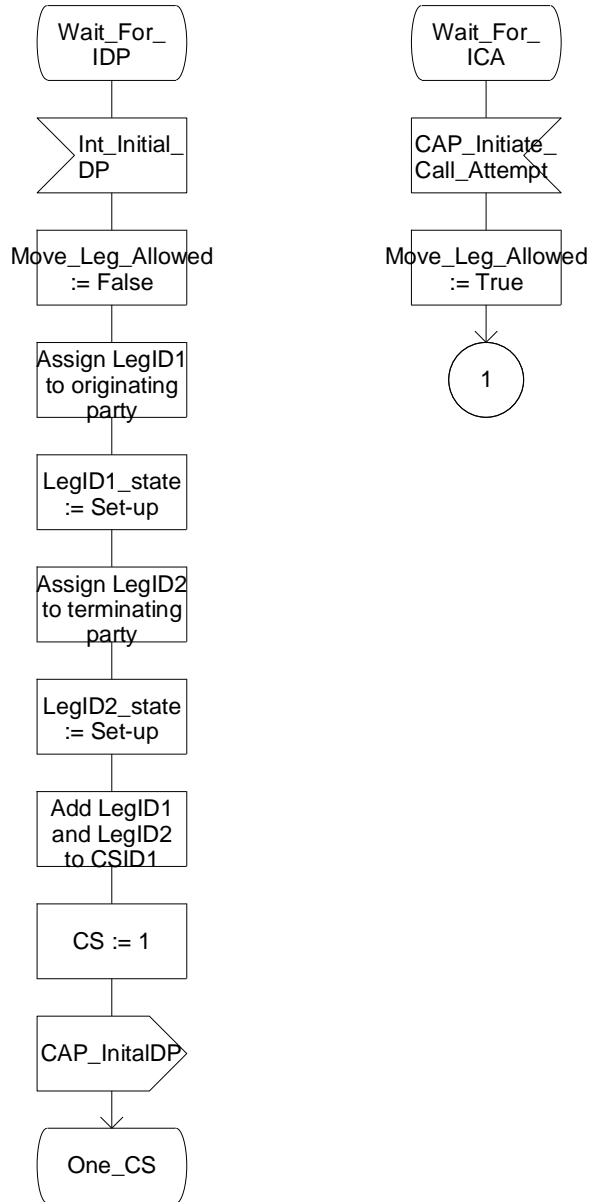 Wait_For_
IDP
Int_Initial_
DP
Move_Leg_Allowed
:= False
Assign LegID1
to originating
party
LegID1_state
:= Set-up
Assign LegID2
to terminating
party
LegID2_state
:= Set-up
Add LegID1
and LegID2
to CSID1
CS := 1
CAP_InitalDP
One_CS
Wait_For_
ICA
CAP_Initiate_
Call_Attempt
Move_Leg_Allowed
:= True
1